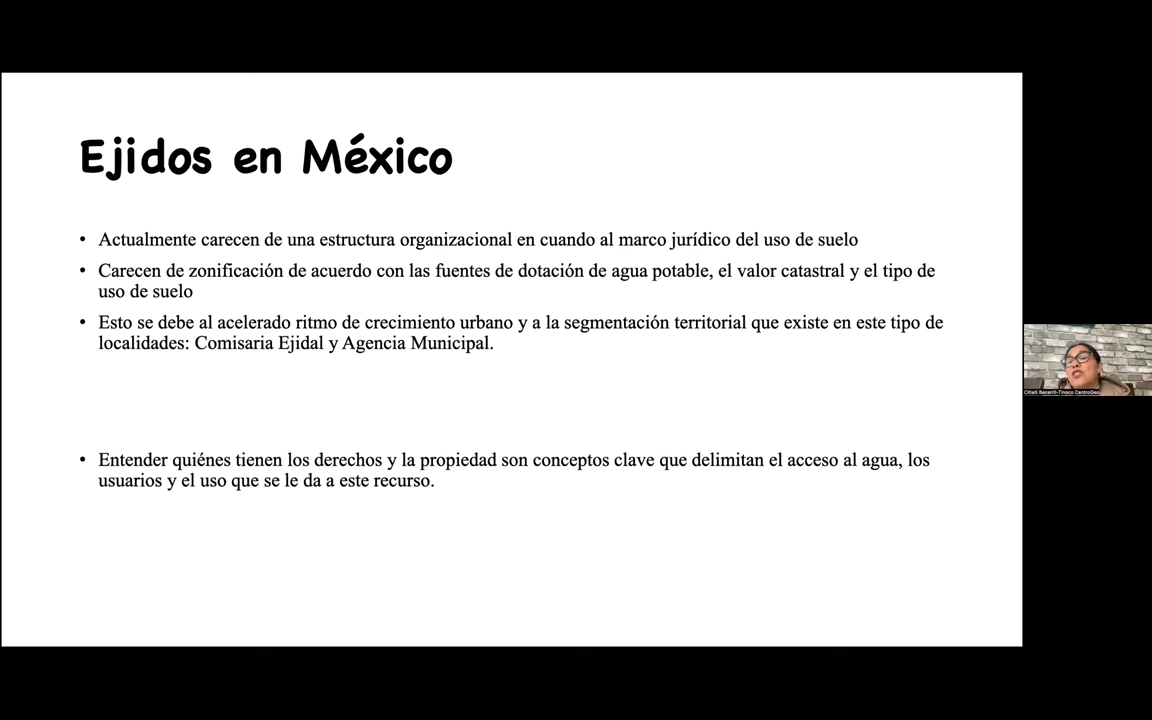 Ejidos en México
• Actualmente carecen de una estructura organizacional en cuando al marco jurídico del uso de suelo
• Carecen de zonificación de acuerdo con las fuentes de dotación de agua potable, el valor catastral y el tipo de
uso de suelo
• Esto se debe al acelerado ritmo de crecimiento urbano y a la segmentación territorial que existe en este tipo de
localidades: Comisaria Ejidal y Agencia Municipal.
• Entender quiénes tienen los derechos y la propiedad son conceptos clave que delimitan el acceso al agua, los
usuarios y el uso que se le da a este recurso.
Citlalli Becerril-Tinoco CentroGeo